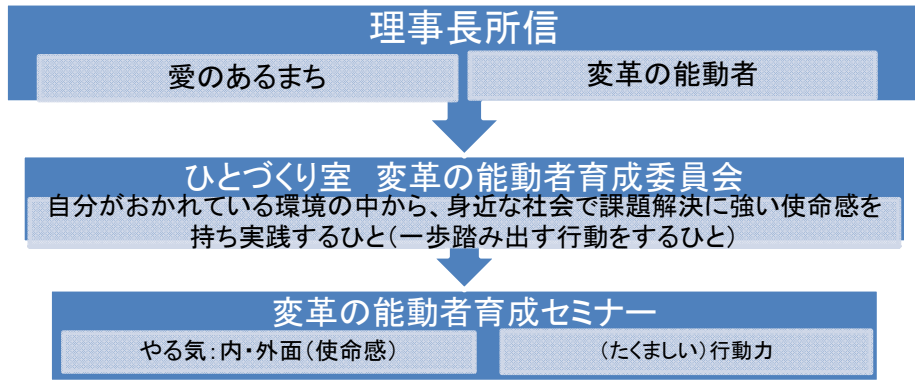 理事長所信
愛のあるまち
変革の能動者
ひとづくり室　変革の能動者育成委員会
自分がおかれている環境の中から、身近な社会で課題解決に強い使命感を
持ち実践するひと（一歩踏み出す行動をするひと）
変革の能動者育成セミナー
やる気：内・外面（使命感）
（たくましい）行動力